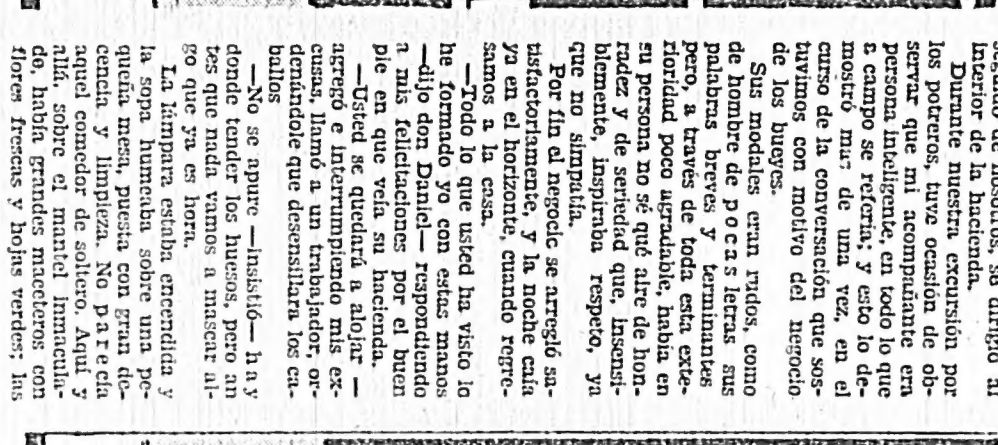 interior de la hacienda.
Durante nuestra excursión por
los potreros, tuve ocasión de ob-
servar que mi acompañante era
persona inteligente, en todo lo que
a campo se refería; y esto lo de-
mostró más de una vez, en el
curso de la conversación que sos-
tuvimos con motivo del negocio
de los bueyes.
Sus modales eran rudos, como
de hombre de pocas letras sus
palabras breves y terminantes
pero, a través de toda esta exte-
rioridad poco agradable, había en
su persona no sé qué aire de hon-
radez y de seriedad que, insensi-
blemente, inspiraba respeto, ya
que no simpatía.
Por fin el negocic se arregló sa-
tisfactoriamente, y la noche caía
ya en el horizonte, cuando regre-
samos a la casa.
—Todo lo que usted ha visto lo
he formado yo con estas manos
—dijo don Daniel— respondiendo
a mis felicitaciones por el buen
pie en que veía su hacienda.
—Usted se quedará a alojar —
agregó e interrumpiendo mis ex-
cusas, llamó a un trabajador, or-
denándole que desensillara los ca-
ballos
—No se apure —insistió— hay
donde tender los huesos, pero an
tes que nada vamos a mascar al-
go que ya es hora.
La lámpara estaba encendida y
la sopa humeaba sobre una pe-
queña mesa, puesta con gran de-
cencia y limpieza. No parecía
aquel comedor de soltero. Aquí y
allá, sobre el mantel inmacula-
do, había grandes maceteros con
flores frescas y hojas verdes; las